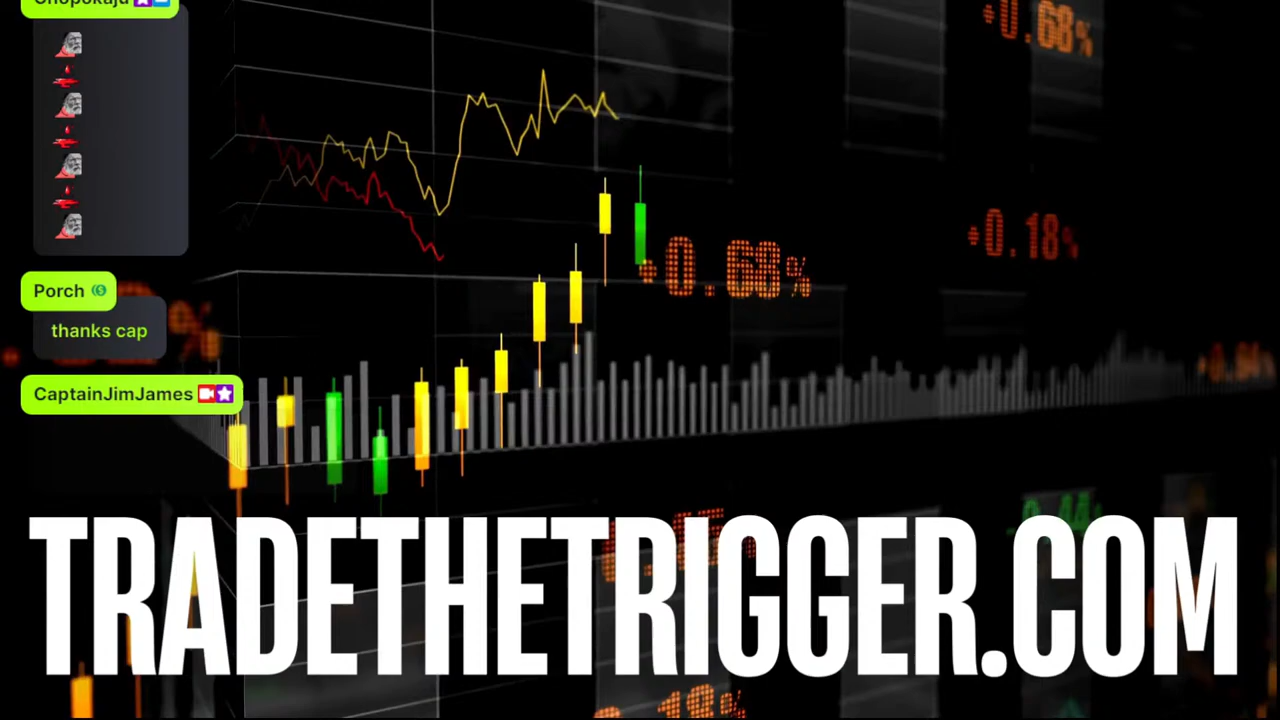 +0.68%
+0.18%
+0.68%
Porch
thanks cap
CaptainJimJames
TRADETHETRIGGER.COM